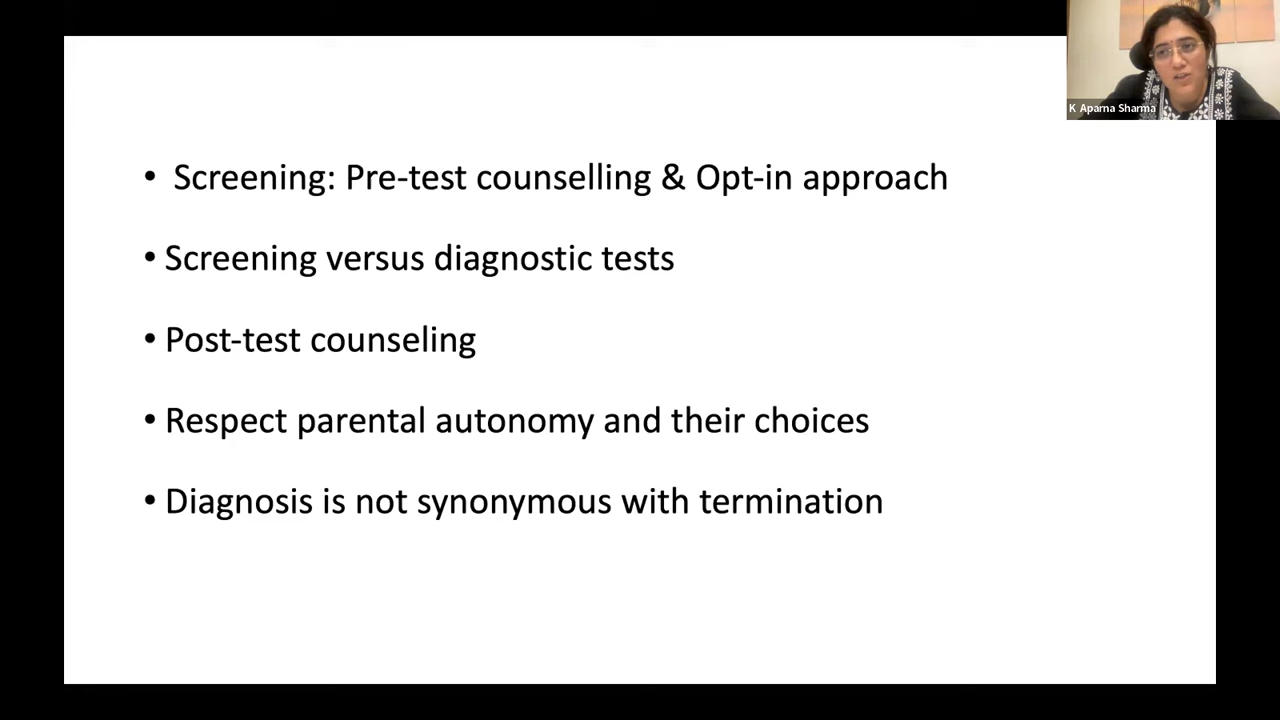 K Aparna Sharma
• Screening: Pre-test counselling & Opt-in approach
• Screening versus diagnostic tests
• Post-test counseling
• Respect parental autonomy and their choices
• Diagnosis is not synonymous with termination